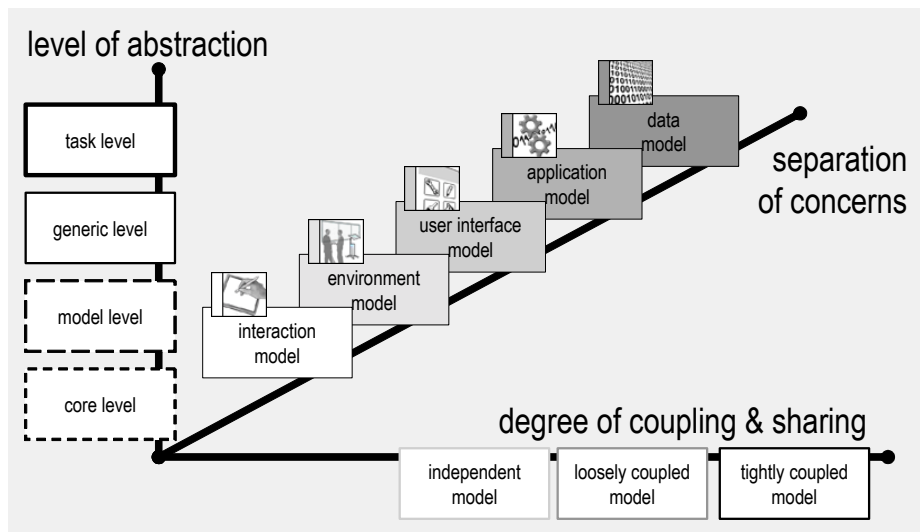 level of abstraction
task level
generic level
model level
core level
data
model
application
model
user interface
model
environment
model
interaction
model
separation
of concerns
degree of coupling & sharing
independent
model
loosely coupled
model
tightly coupled
model